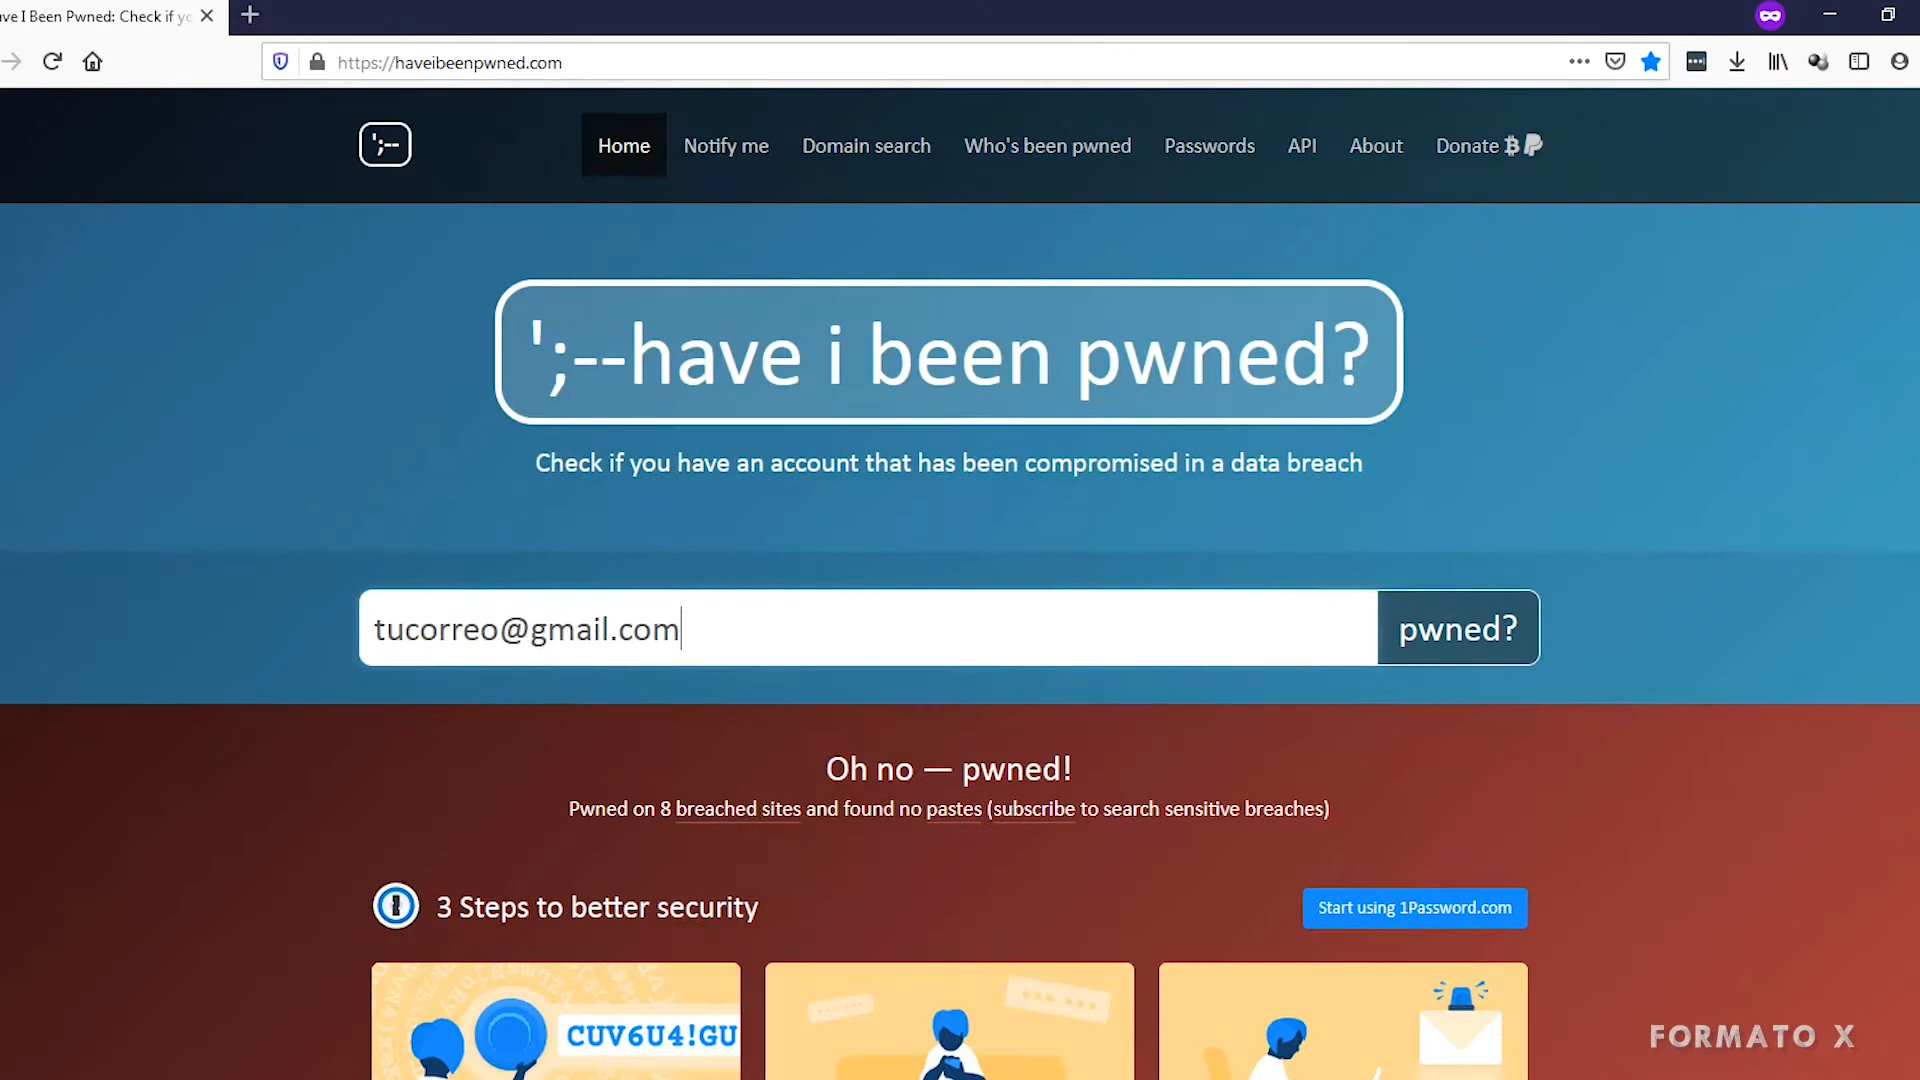 ve I Been Pwned: Check if yo
https://haveibeenpwned.com
';--
Home
Notify me
Domain search
Who's been pwned
Passwords
API
About
Donate
';--have i been pwned?
Check if you have an account that has been compromised in a data breach
tucorreo@gmail.com
pwned?
Oh no — pwned!
Pwned on 8 breached sites and found no pastes (subscribe to search sensitive breaches)
3 Steps to better security
Start using 1Password.com
CUV6U4!GU
FORMATO X